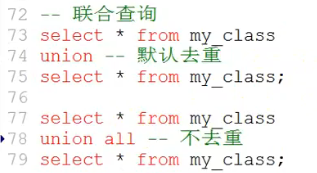 72 -- 联合查询
73 select * from my_class
74 union -- 默认去重
75 select * from my_class;
76
77 select * from my_class
78 union all -- 不去重
79 select * from my_class;